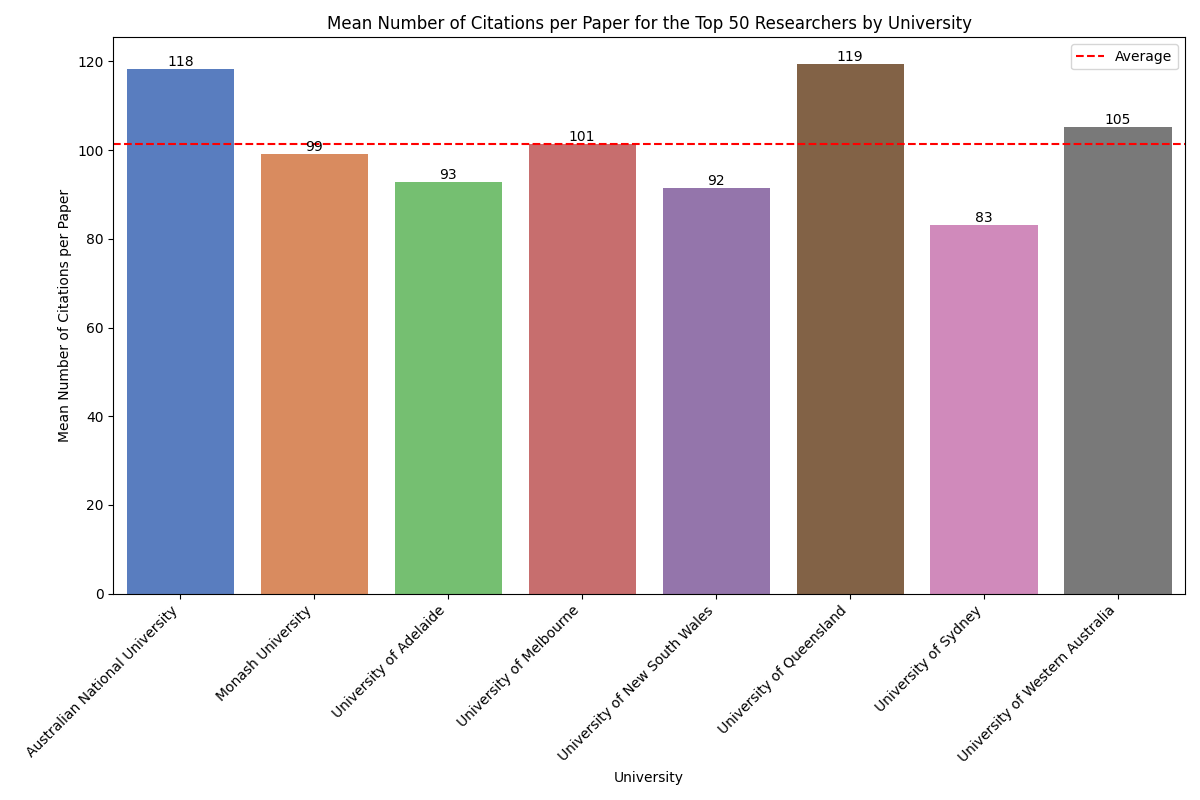 Mean Number of Citations per Paper for the Top 50 Researchers by University
Mean Number of Citations per Paper
120
100
80
60
40
20
0
Average
118
99
93
101
92
119
83
105
Australian National University
Monash University
University of Adelaide
University of Melbourne
University of New South Wales
University of Queensland
University of Sydney
University of Western Australia
University